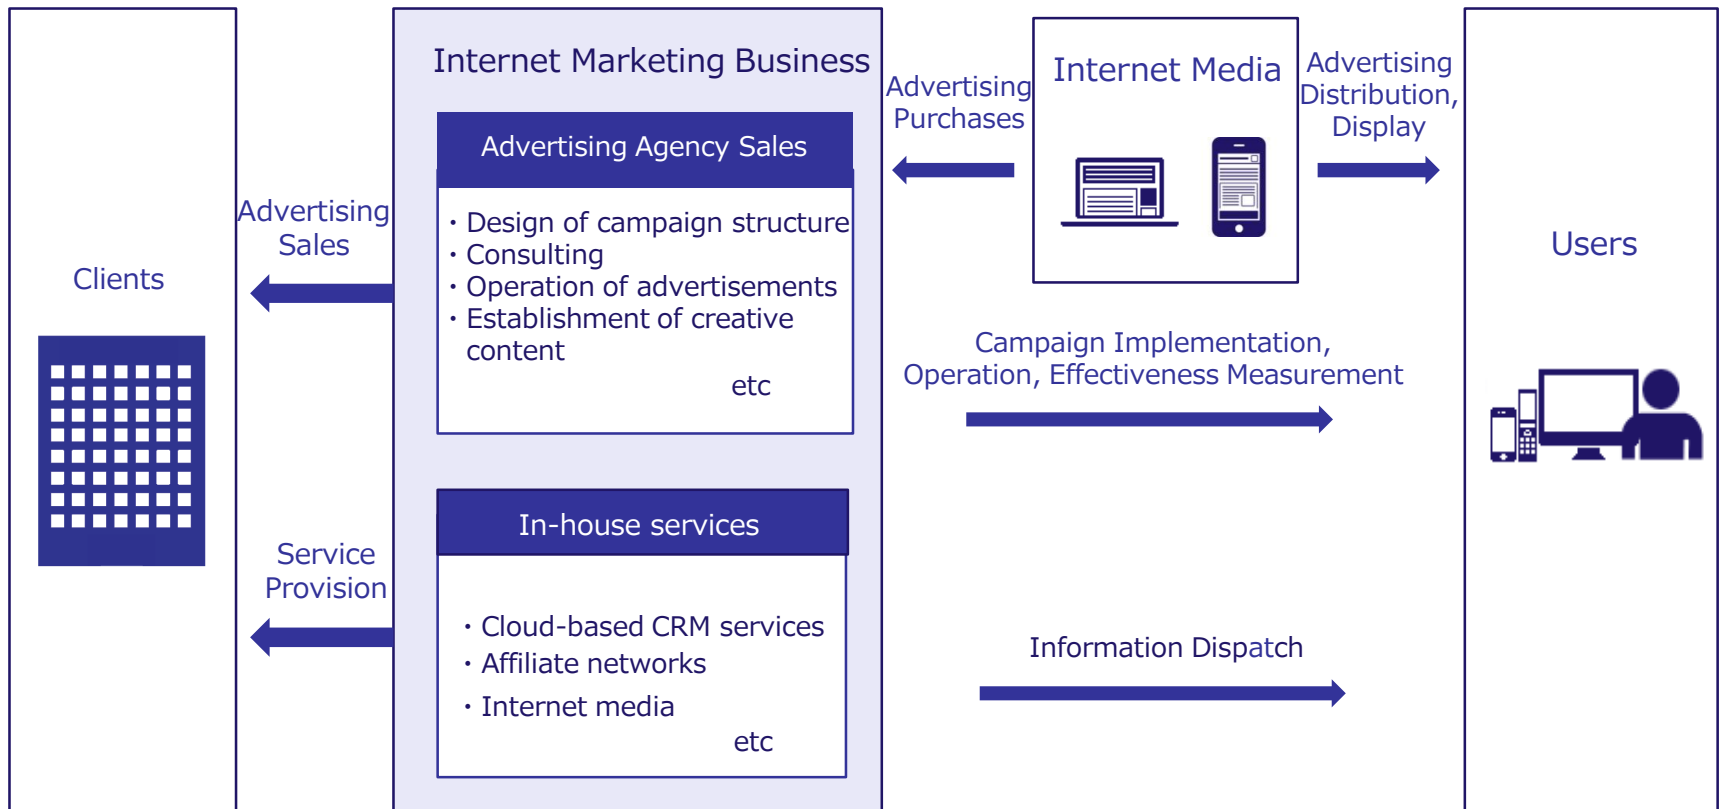 Clients
Advertising
Sales
Service
Provision
Internet Marketing Business
Advertising Agency Sales
・Design of campaign structure
・Consulting
・Operation of advertisements
・Establishment of creative
content
etc
In-house services
・Cloud-based CRM services
・Affiliate networks
・Internet media
etc
Advertising
Purchases
Internet Media
Advertising
Distribution,
Display
Campaign Implementation,
Operation, Effectiveness Measurement
Information Dispatch
Users